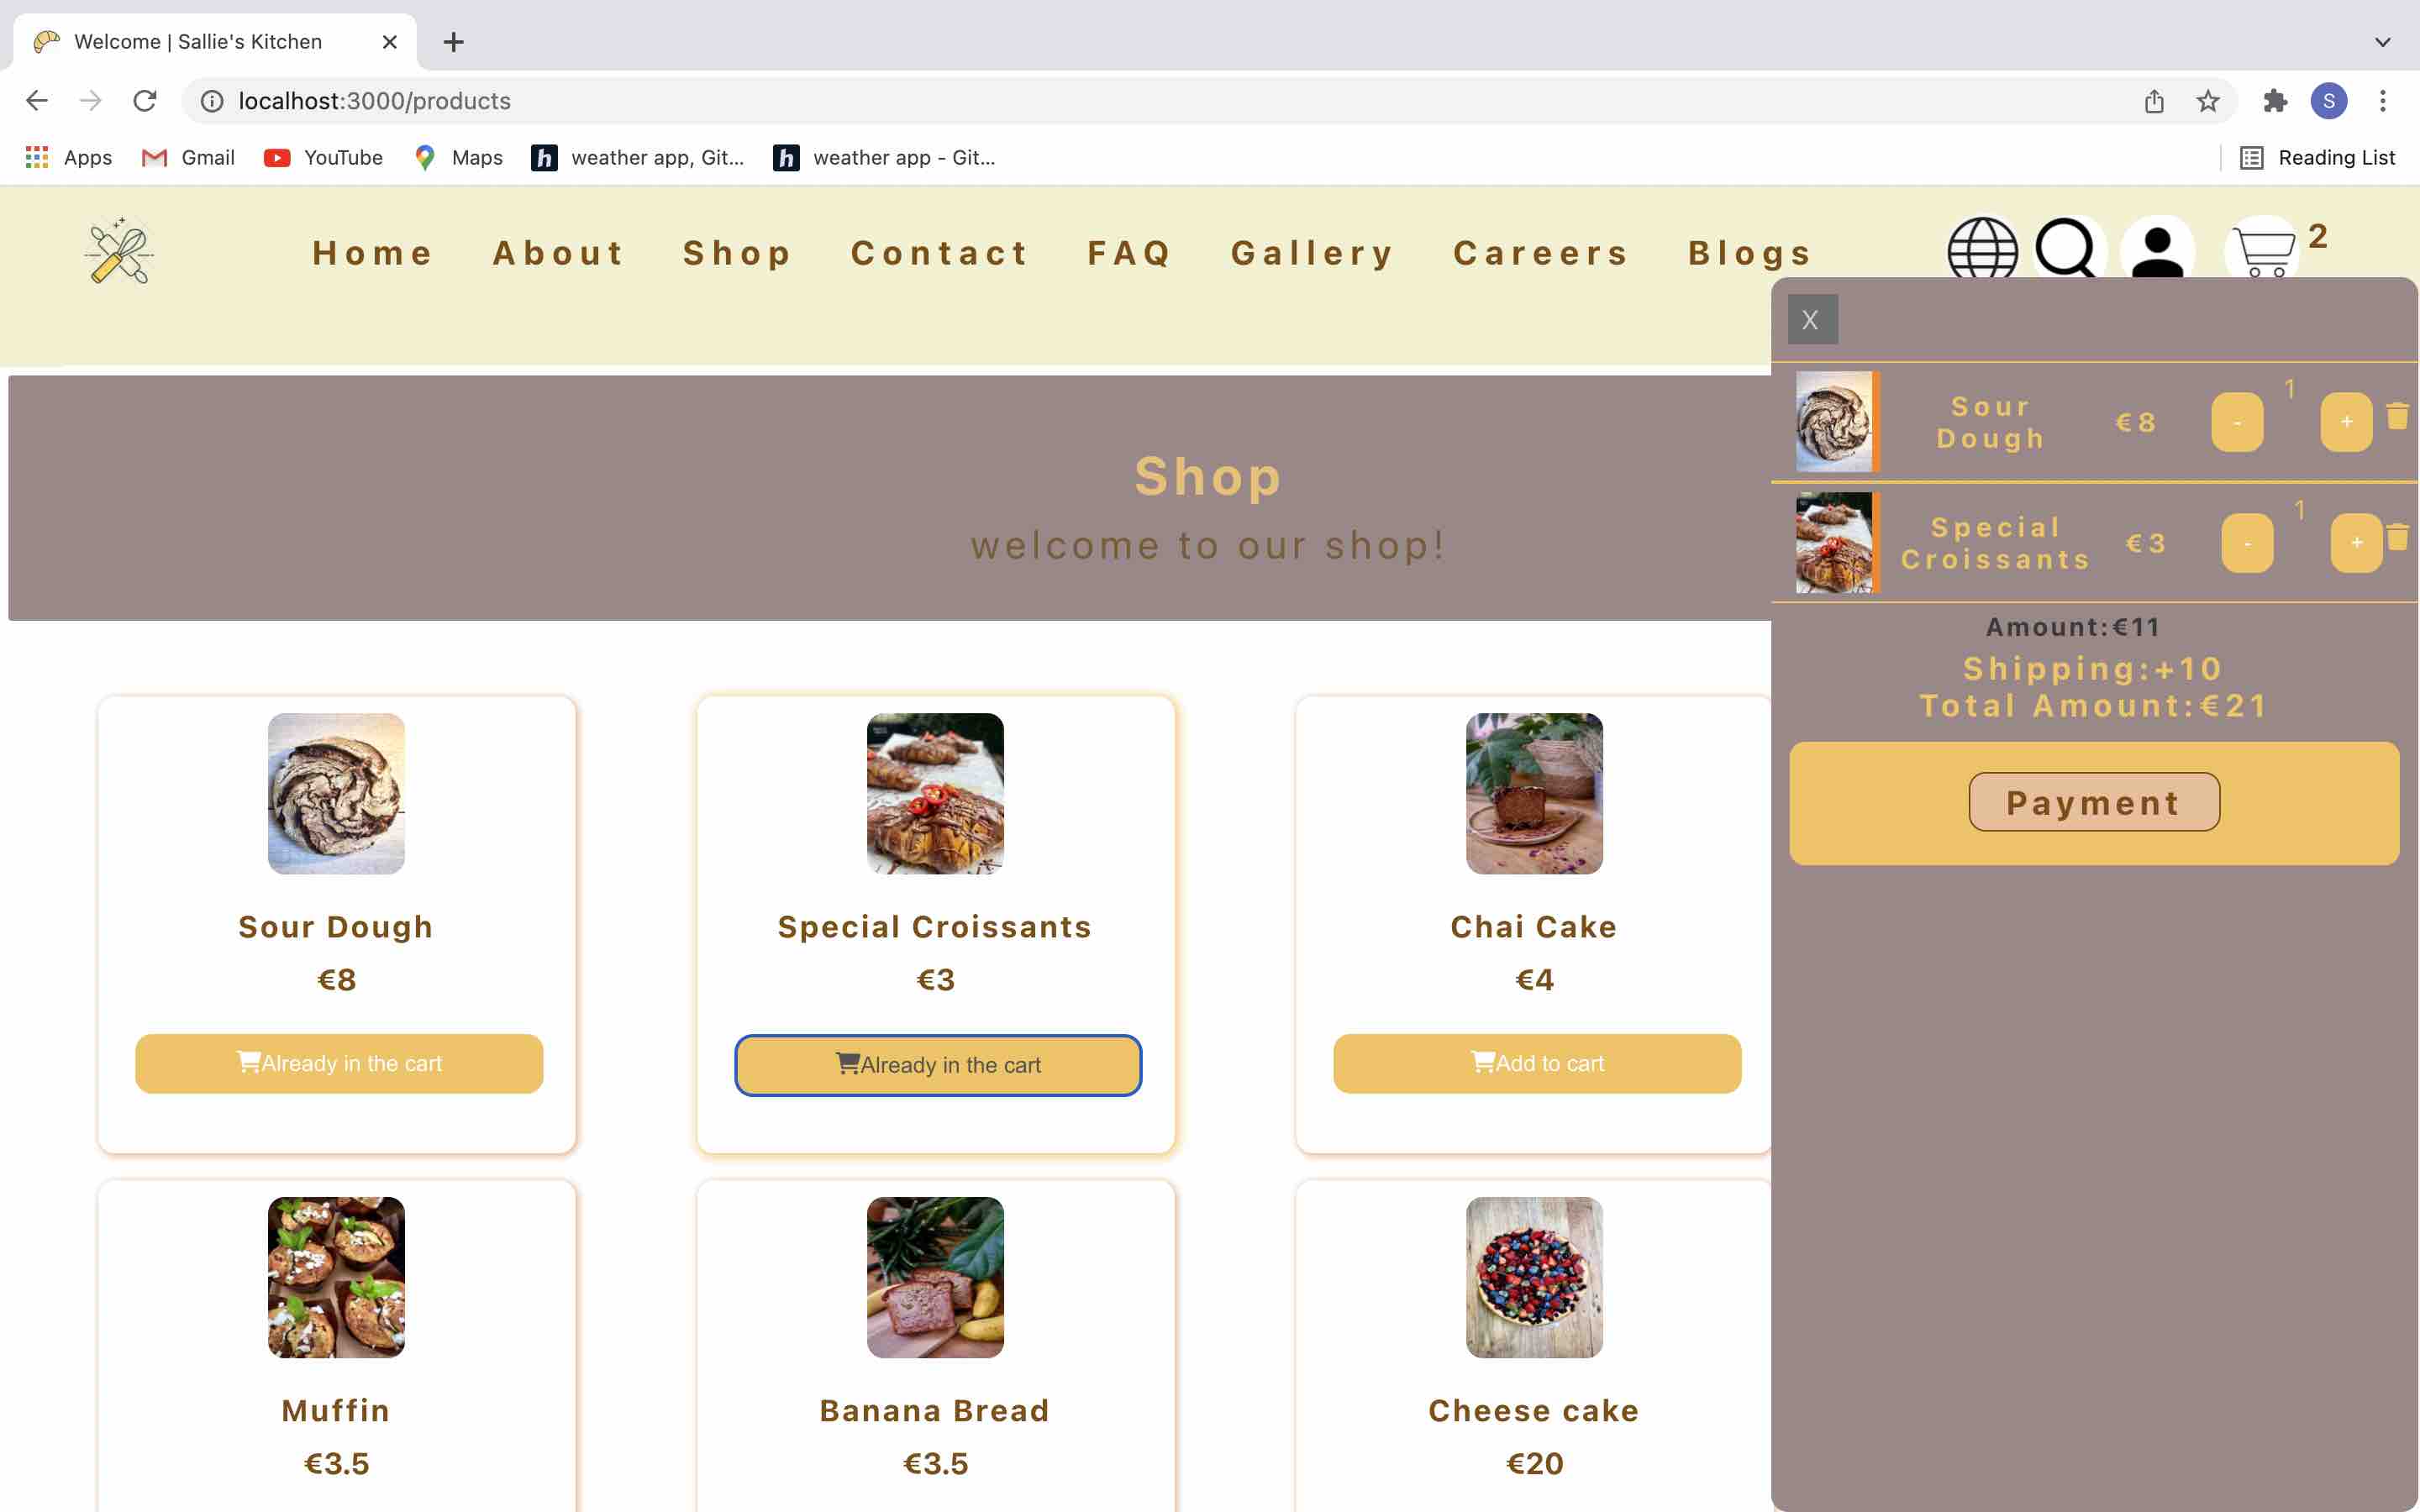 Welcome | Sallie's Kitchen
localhost:3000/products
S
Apps
Gmail
YouTube
Maps
h
weather app, Git...
h
weather app - Git...
Reading List
Home
About
Shop
Contact
FAQ
Gallery
Careers
Blogs
2
X
Sour
Dough
€8
-
1
+
Special
Croissants
€3
-
1
+
Amount:€11
Shipping:+10
Total Amount:€21
Payment
Shop
welcome to our shop!
Sour Dough
€8
Already in the cart
Special Croissants
€3
Already in the cart
Chai Cake
€4
Add to cart
Muffin
€3.5
Banana Bread
€3.5
Cheese cake
€20